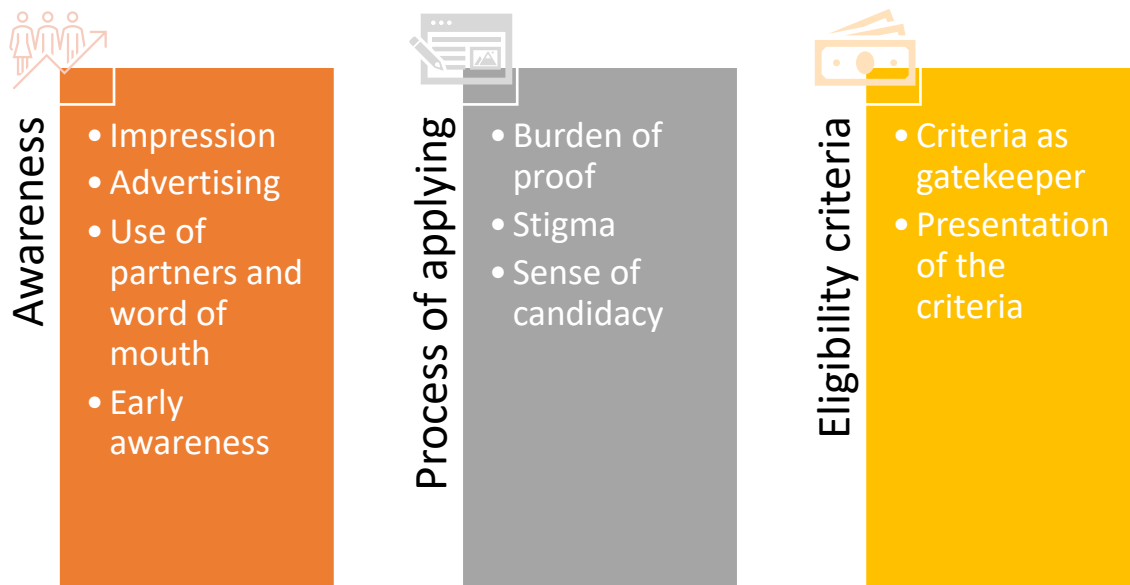 Awareness
• Impression
• Advertising
• Use of
partners and
word of
mouth
• Early
awareness
Process of applying
• Burden of
proof
• Stigma
• Sense of
candidacy
Eligibility criteria
• Criteria as
gatekeeper
• Presentation
of the
criteria